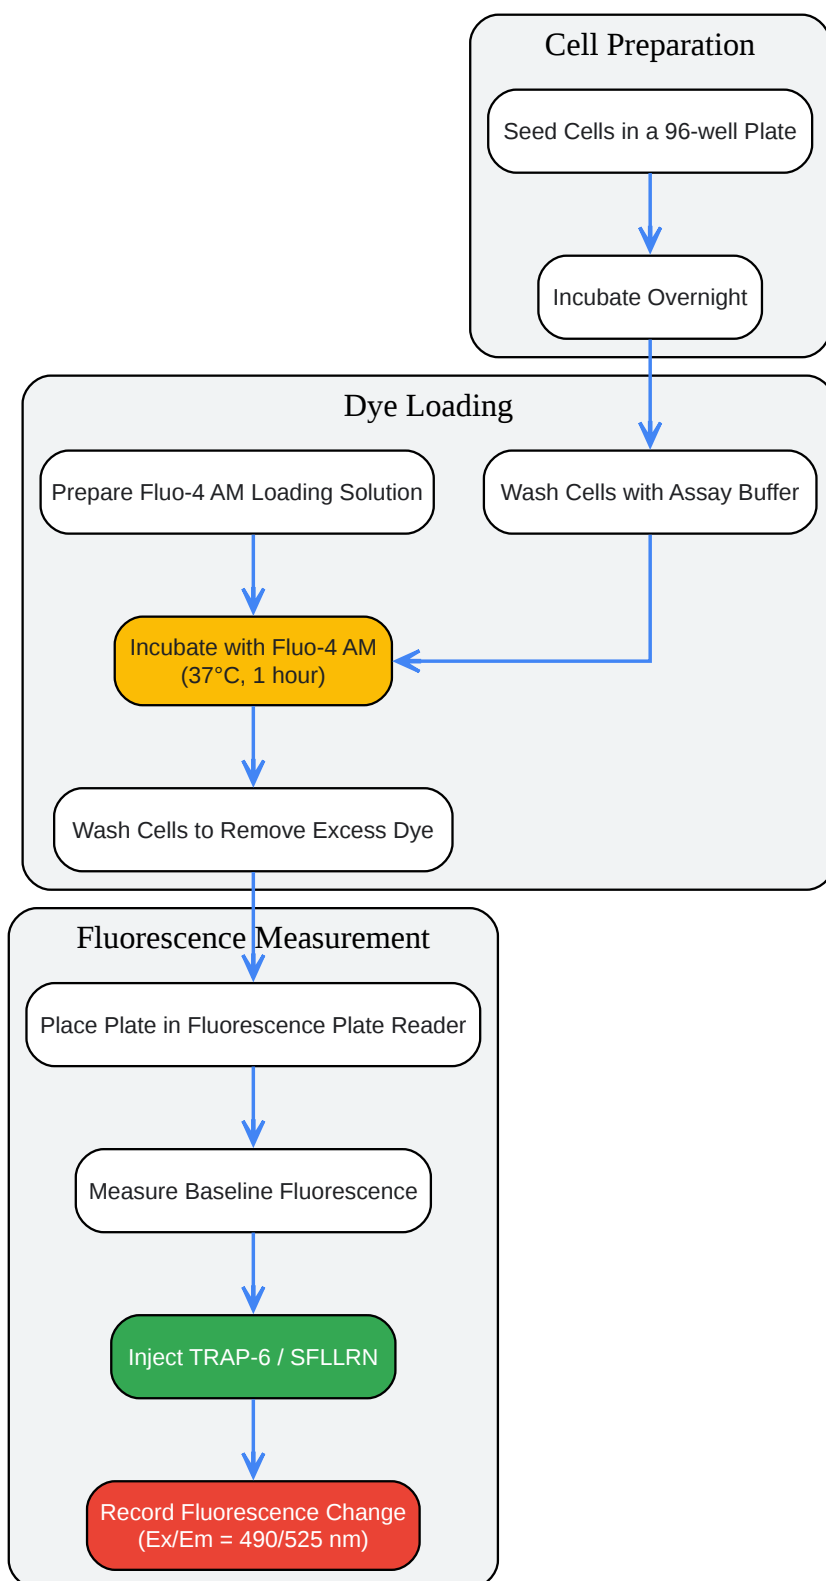 Cell Preparation
Seed Cells in a 96-well Plate
Incubate Overnight
Dye Loading
Prepare Fluo-4 AM Loading Solution
Wash Cells with Assay Buffer
Incubate with Fluo-4 AM
(37°C, 1 hour)
Wash Cells to Remove Excess Dye
Fluorescence Measurement
Place Plate in Fluorescence Plate Reader
Measure Baseline Fluorescence
Inject TRAP-6 / SFLLRN
Record Fluorescence Change
(Ex/Em = 490/525 nm)